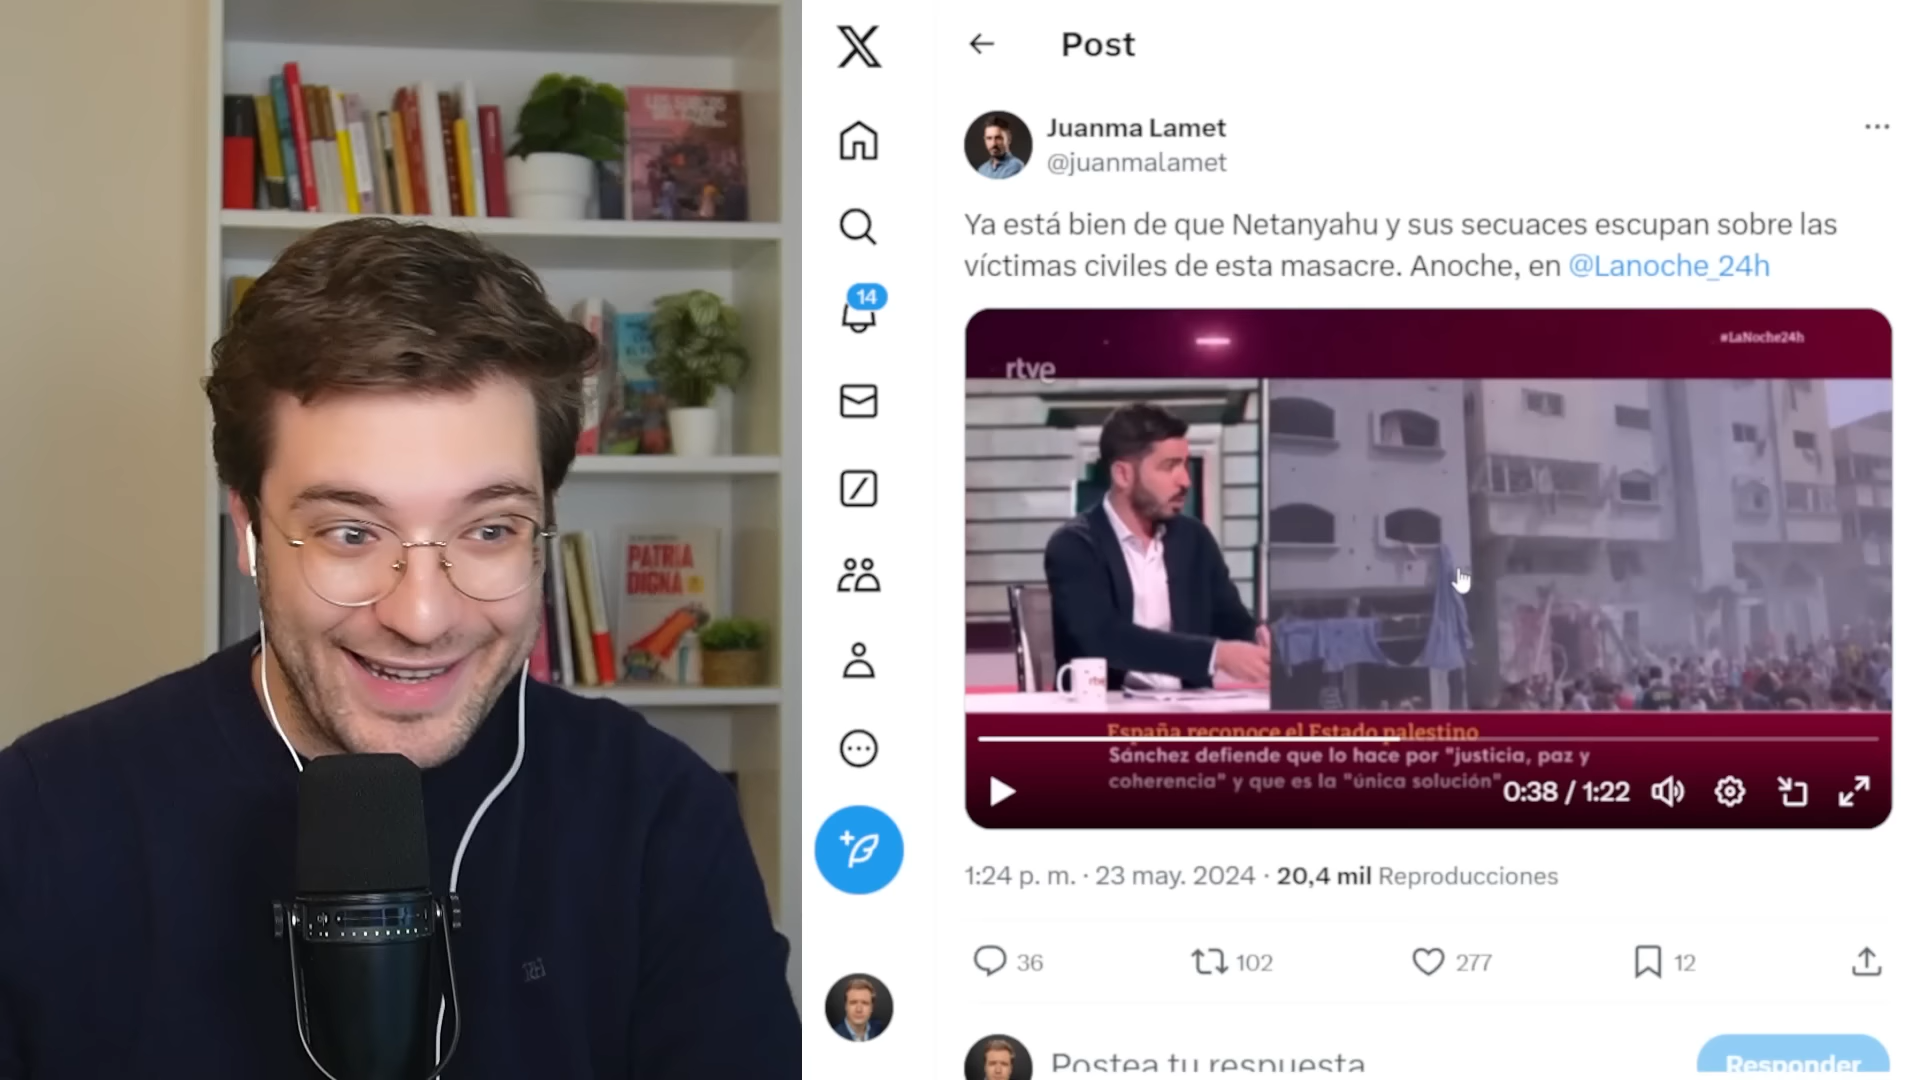 Post
Juanma Lamet
@juanmalamet
Ya está bien de que Netanyahu y sus secuaces escupan sobre las
víctimas civiles de esta masacre. Anoche, en @Lanoche_24h
#LaNoche24h
rtve
España reconoce el Estado palestino
Sánchez defiende que lo hace por "justicia, paz y
coherencia" y que es la "única solución"
0:38 / 1:22
1:24 p. m. · 23 may. 2024 · 20,4 mil Reproducciones
36
102
277
12
Postea tu respuesta
Responder
14
PATRIA
DIGNA